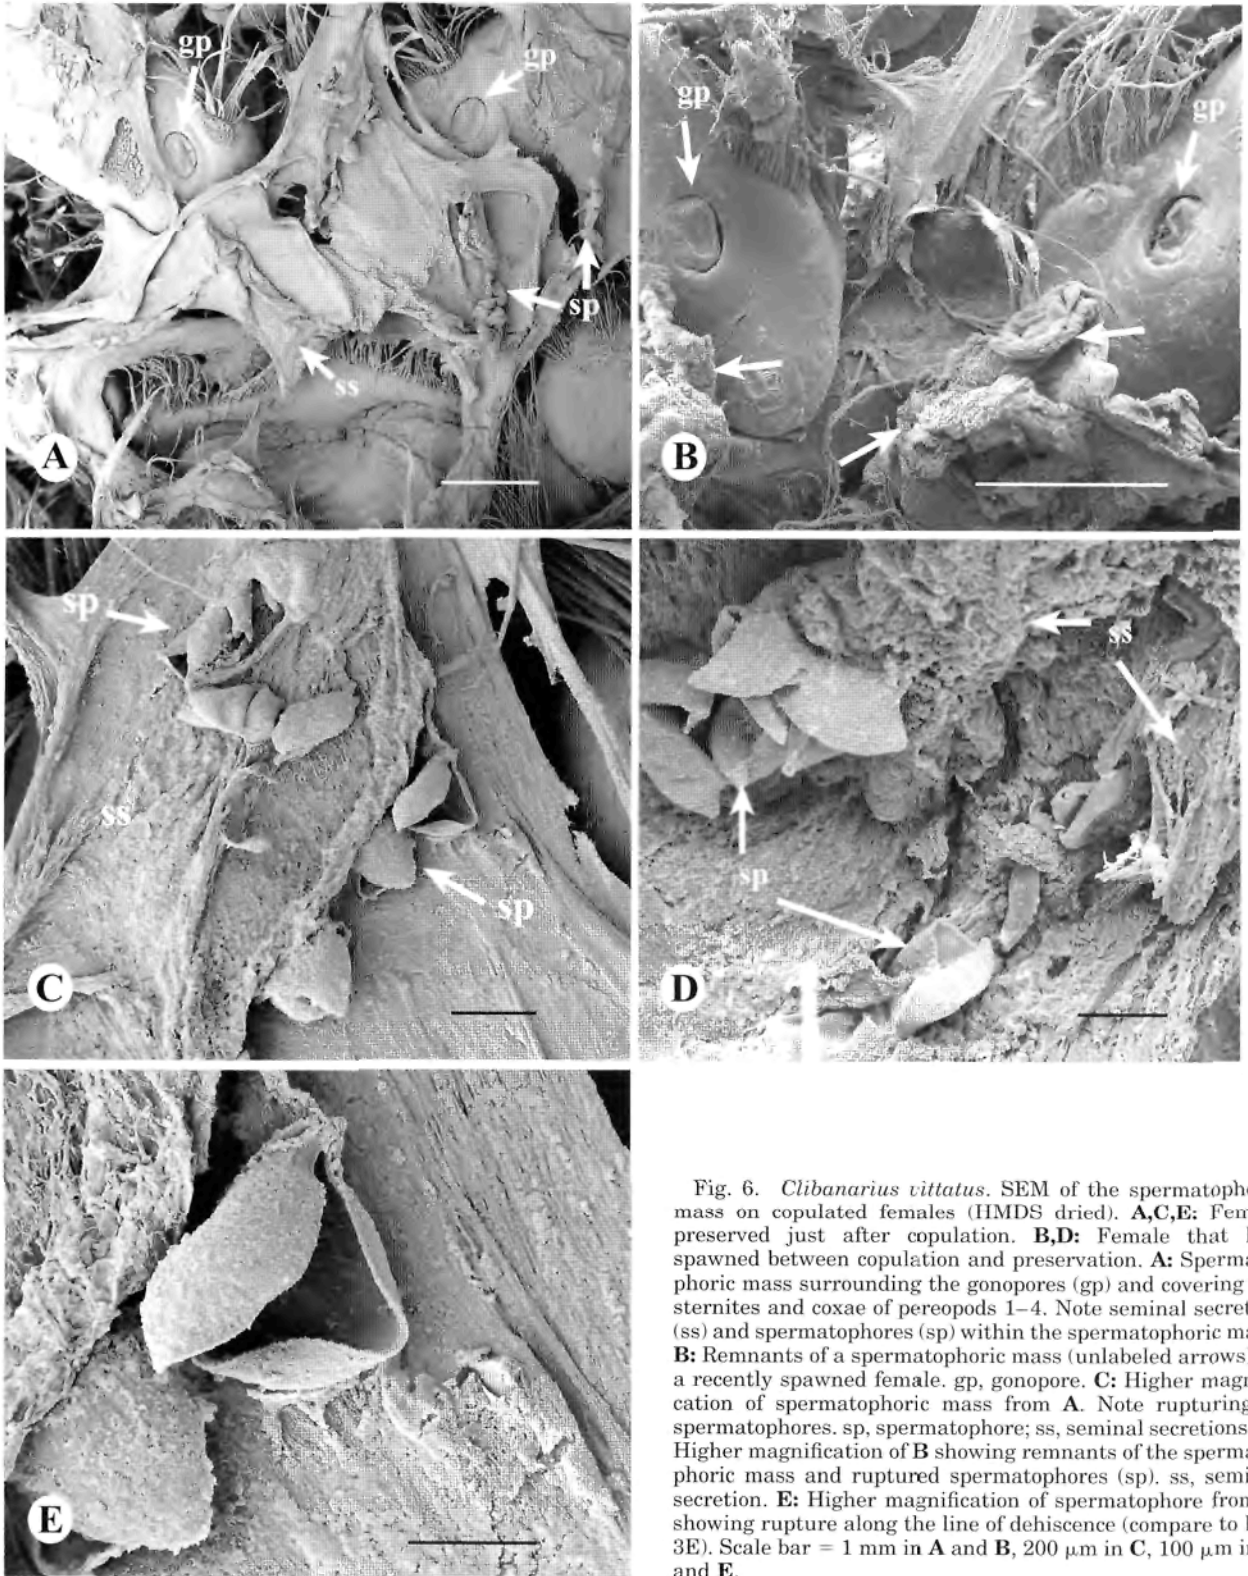 gp
gp
sp
ss
A
gp
gp
B
sp
ss
sp
C
ss
sp
D
E
Fig. 6. Clibanarius vittatus. SEM of the spermatopho
mass on copulated females (HMDS dried). A,C,E: Fem
preserved just after copulation. B,D: Female that
spawned between copulation and preservation. A: Sperma
phoric mass surrounding the gonopores (gp) and covering
sternites and coxae of pereopods 1–4. Note seminal secret
(ss) and spermatophores (sp) within the spermatophoric ma
B: Remnants of a spermatophoric mass (unlabeled arrows)
a recently spawned female. gp, gonopore. C: Higher magn
cation of spermatophoric mass from A. Note rupturing
spermatophores. sp, spermatophore; ss, seminal secretions
Higher magnification of B showing remnants of the sperma
phoric mass and ruptured spermatophores (sp). ss, semi
secretion. E: Higher magnification of spermatophore from
showing rupture along the line of dehiscence (compare to
3E). Scale bar = 1 mm in A and B, 200 μm in C, 100 μm in
and E.